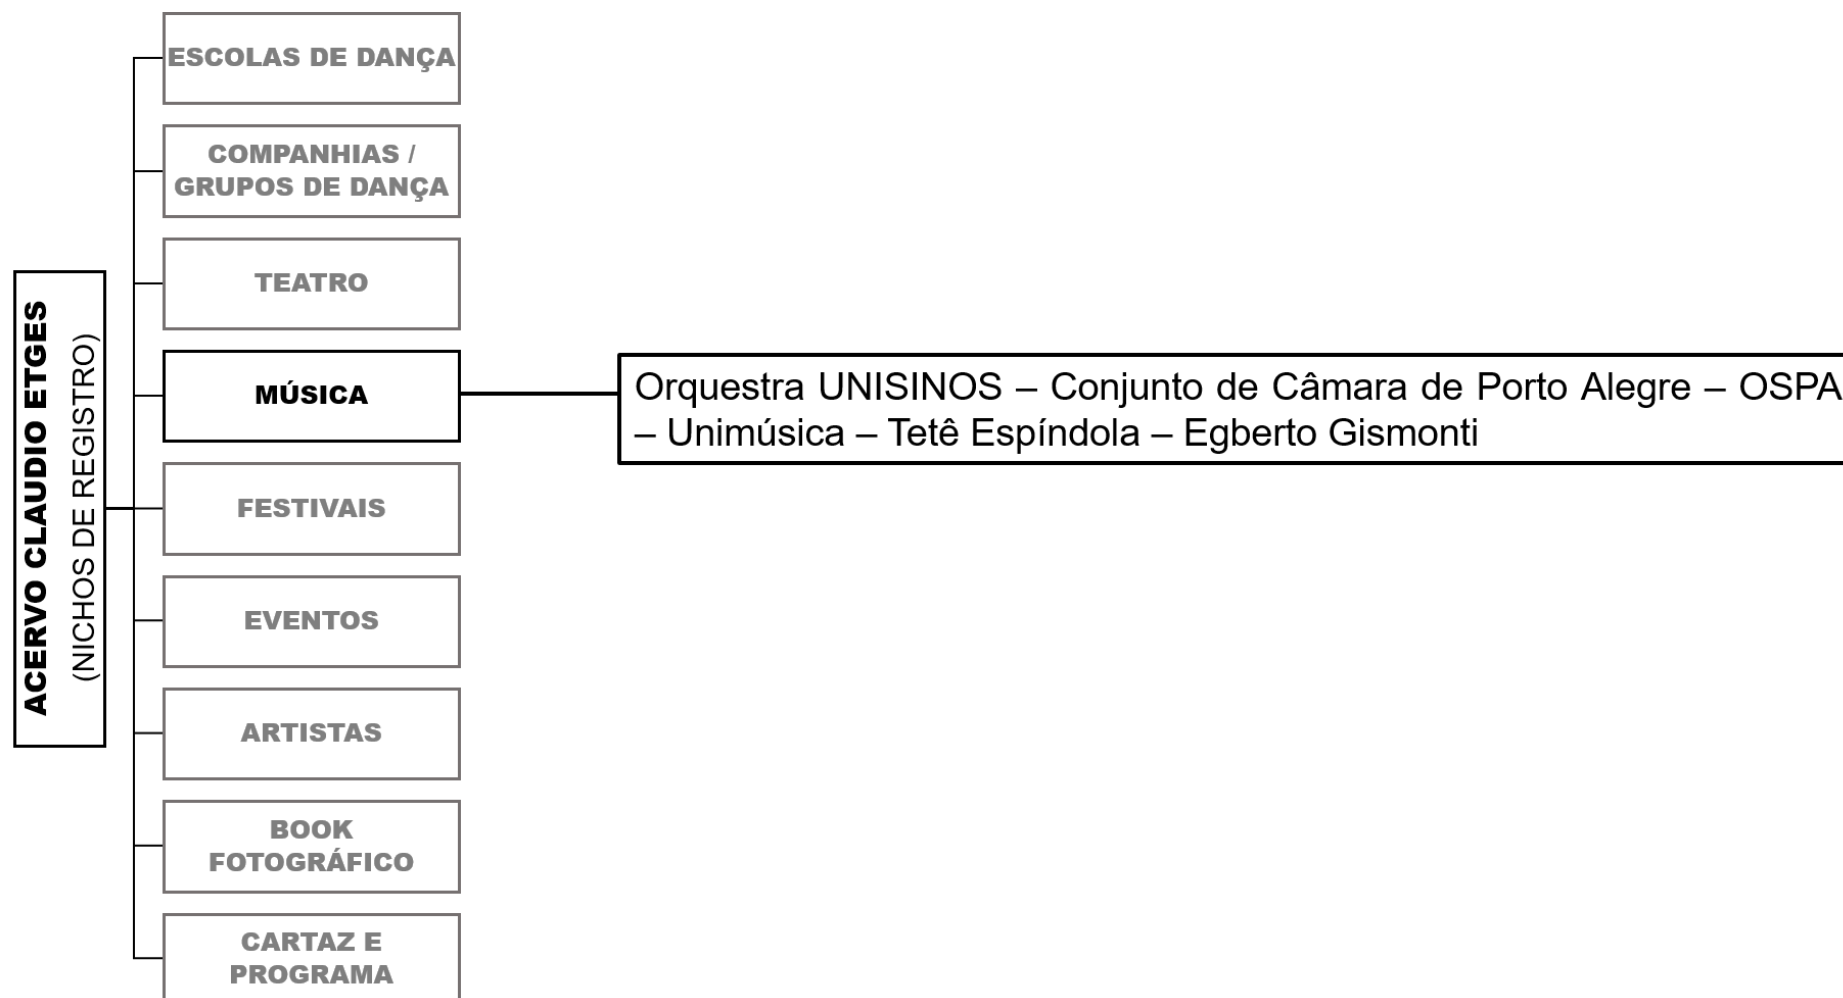 ACERVO CLAUDIO ETGES
(NICHOS DE REGISTRO)
ESCOLAS DE DANÇA
COMPANHIAS /
GRUPOS DE DANÇA
TEATRO
MÚSICA
Orquestra UNISINOS – Conjunto de Câmara de Porto Alegre – OSPA
– Unimúsica – Tetê Espíndola – Egberto Gismonti
FESTIVAIS
EVENTOS
ARTISTAS
BOOK
FOTOGRÁFICO
CARTAZ E
PROGRAMA